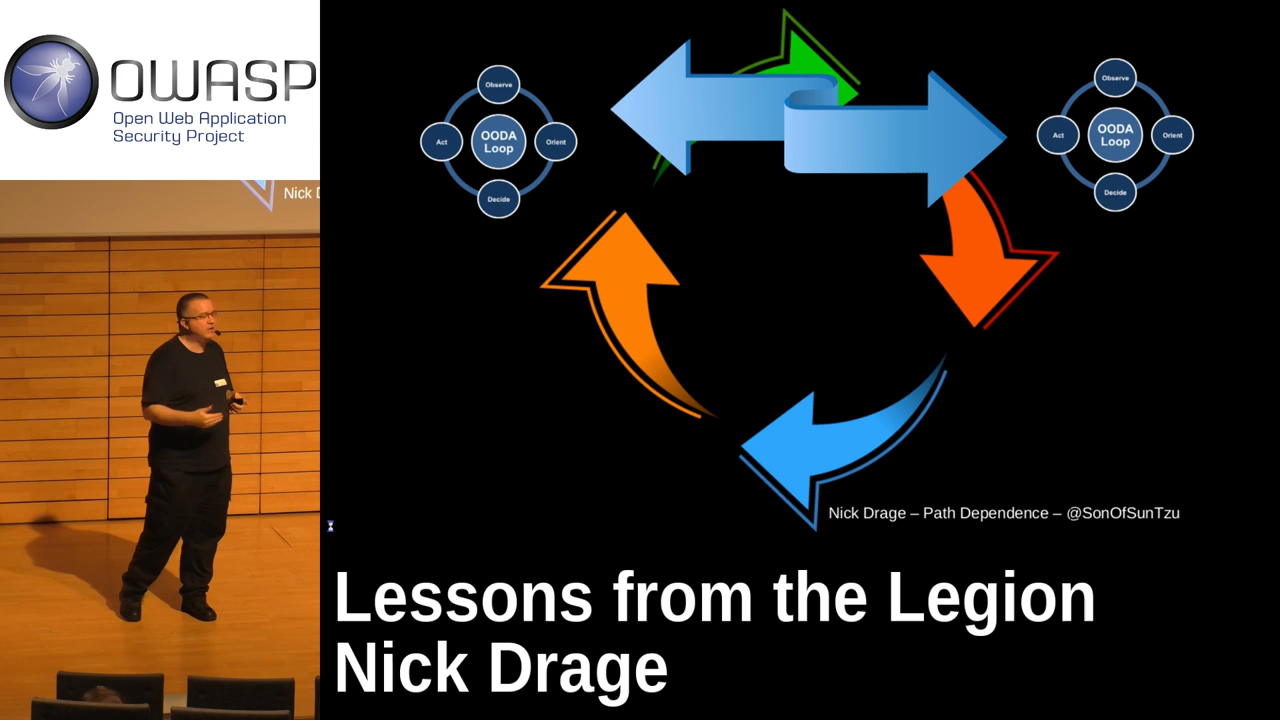 OWASP
Open Web Application
Security Project
Nick D
Observe
Act
OODA
Loop
Orient
Decide
Observe
Act
OODA
Loop
Orient
Decide
Nick Drage – Path Dependence – @SonOfSunTzu
Lessons from the Legion
Nick Drage